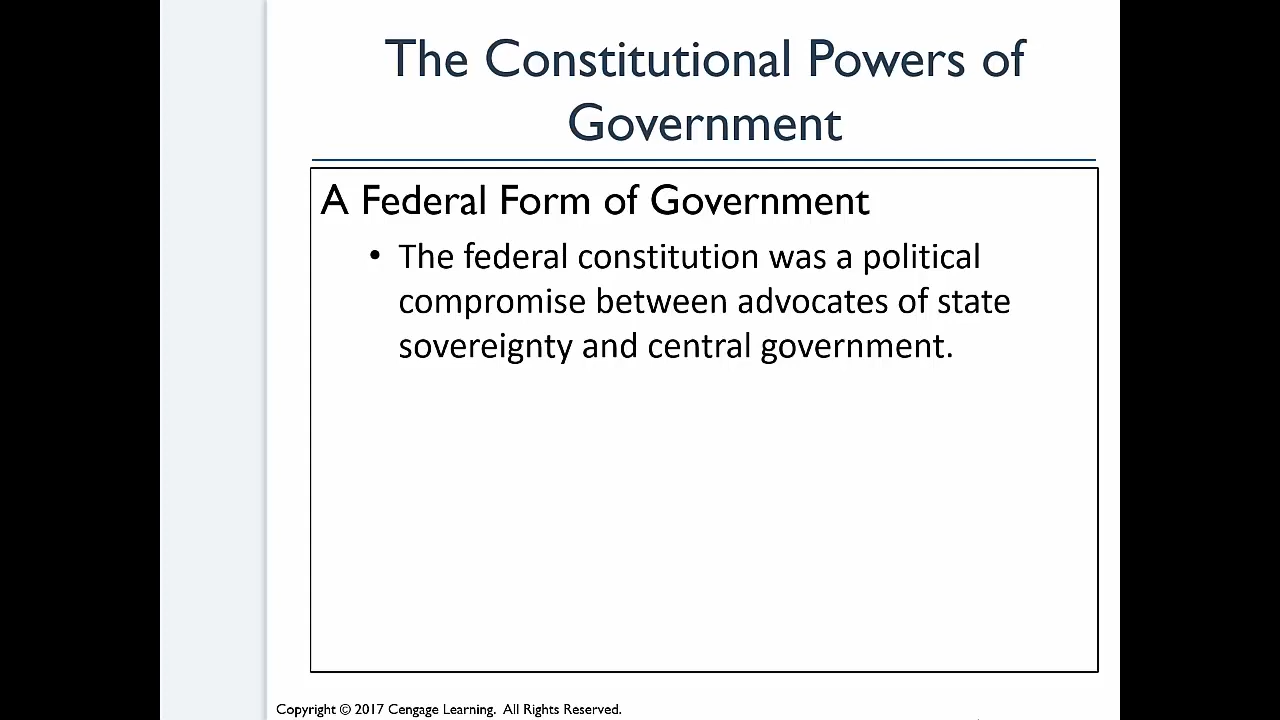 The Constitutional Powers of
Government
A Federal Form of Government
• The federal constitution was a political
compromise between advocates of state
sovereignty and central government.
Copyright © 2017 Cengage Learning. All Rights Reserved.